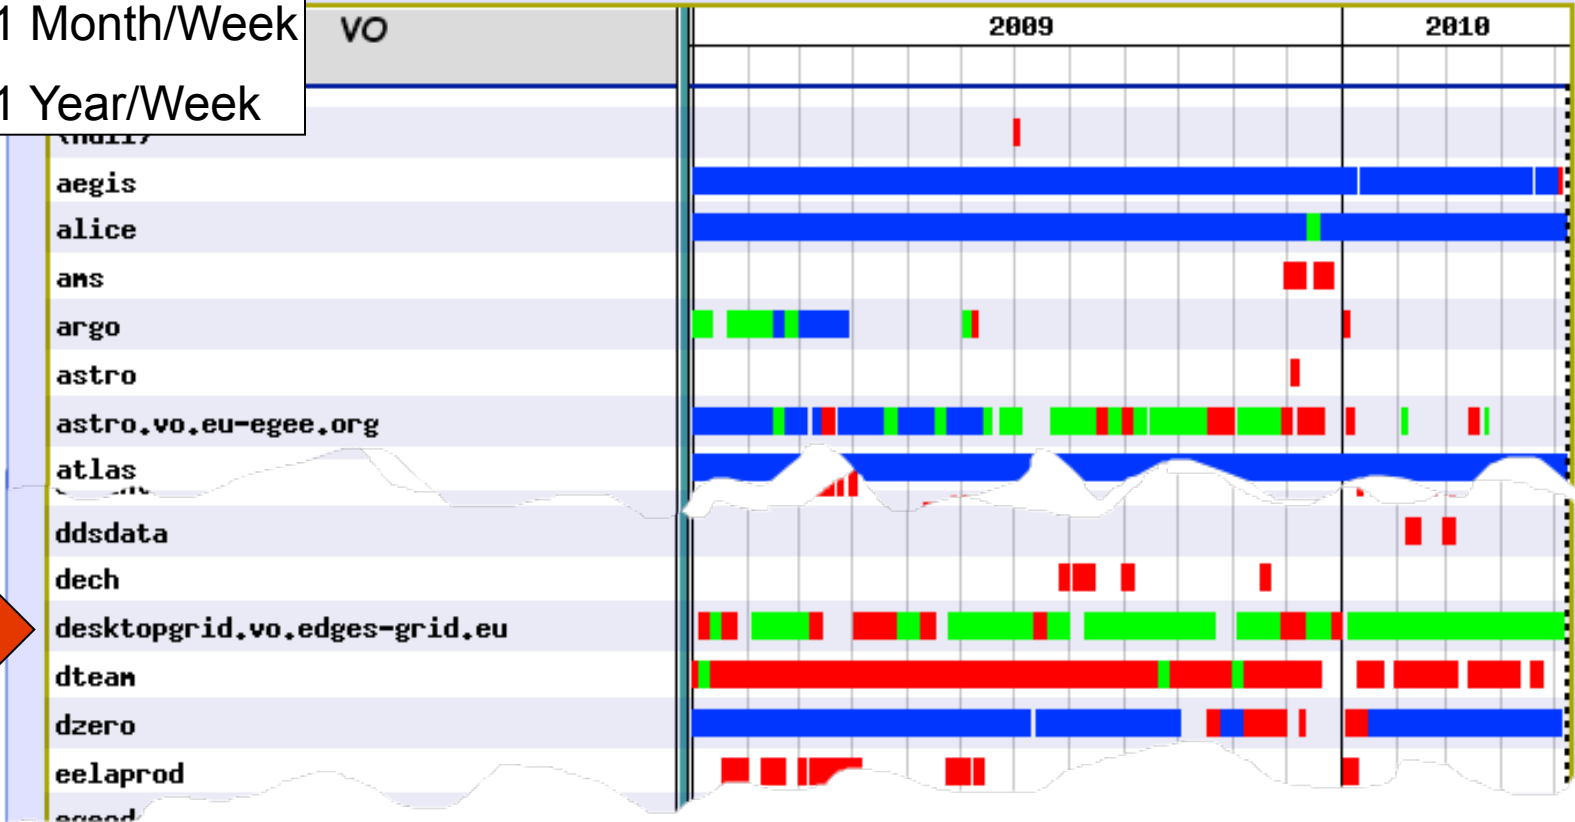 1 Month/Week
1 Year/Week
VO
2009 2010
(null)
aegis
alice
ams
argo
astro
astro.vo.eu-egee.org
atlas
ddsdata
dech
desktopgrid.vo.edges-grid.eu
dteam
dzero
eelaprod